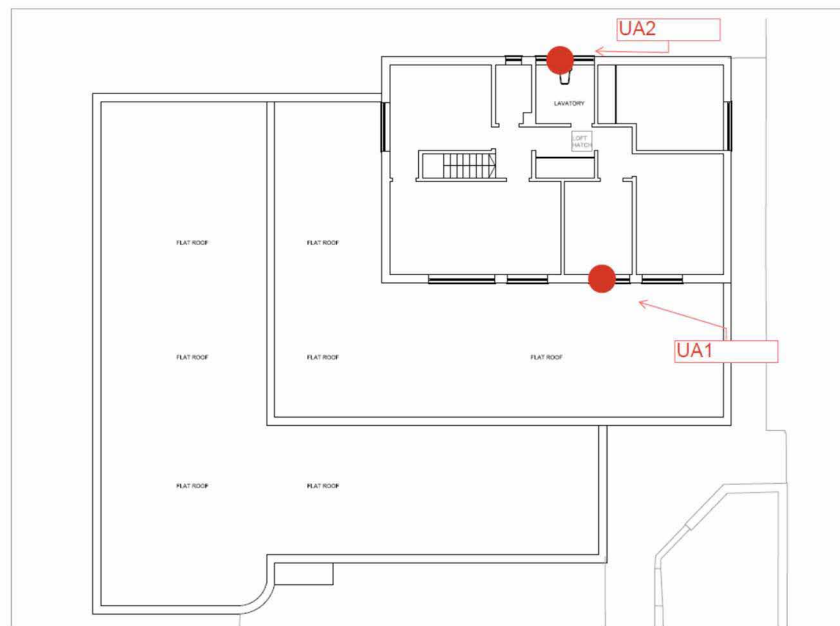 UA2
LAVATORY
LOFT
HATCH
FLAT ROOF
FLAT ROOF
UA1
FLAT ROOF
FLAT ROOF
FLAT ROOF
FLAT ROOF
FLAT ROOF